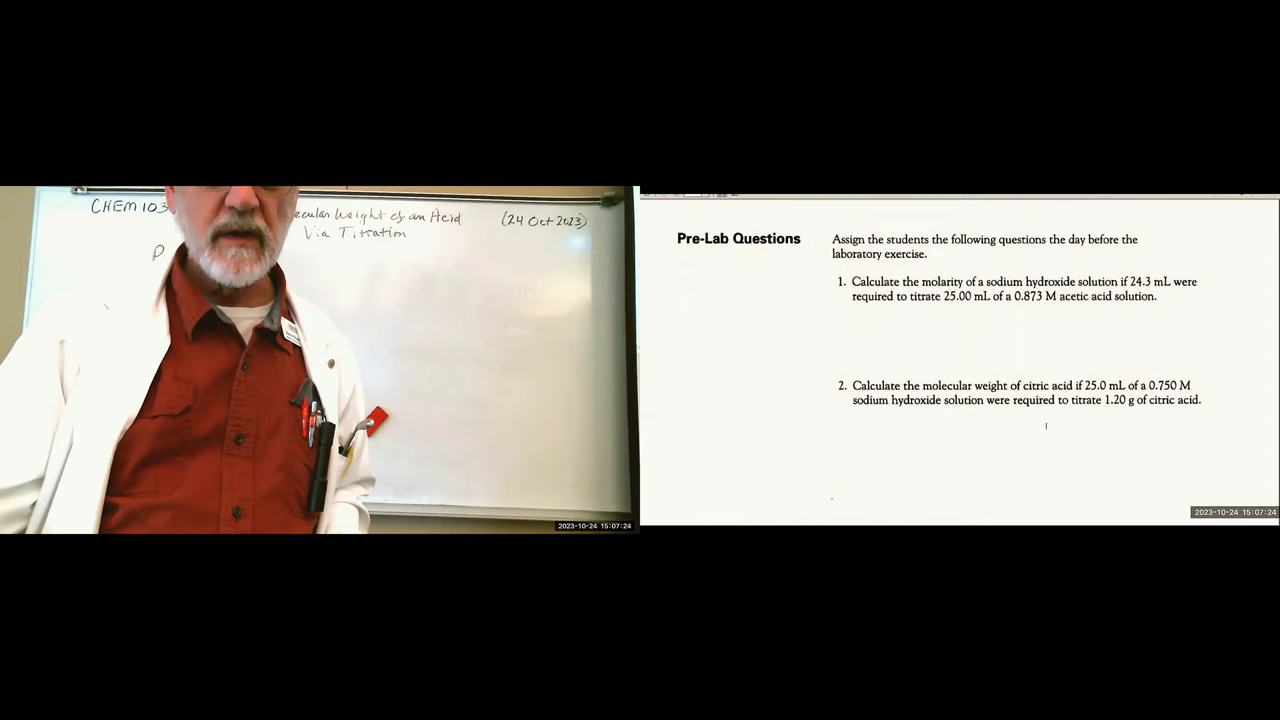 CHEM 103
ecular Weight of an Acid
(24 Oct 2023)
Via Titration
P
2023-10-24 15:07:24
Pre-Lab Questions
Assign the students the following questions the day before the
laboratory exercise.
1. Calculate the molarity of a sodium hydroxide solution if 24.3 mL were
required to titrate 25.00 mL of a 0.873 M acetic acid solution.
2. Calculate the molecular weight of citric acid if 25.0 mL of a 0.750 M
sodium hydroxide solution were required to titrate 1.20 g of citric acid.
2023-10-24 15:07:24